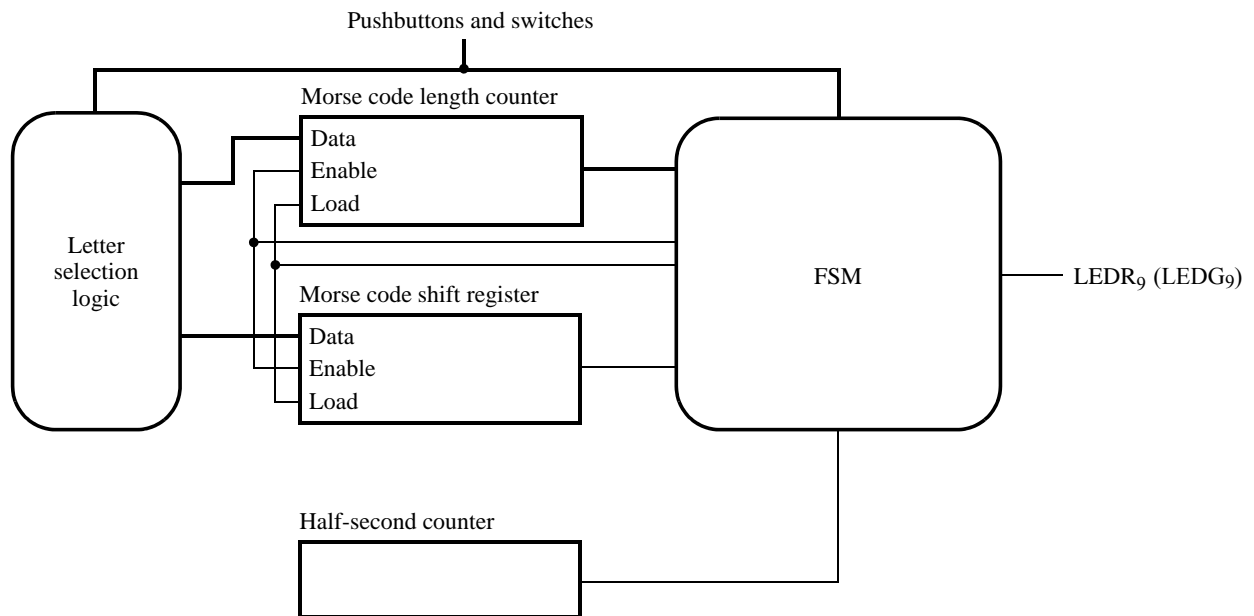 Pushbuttons and switches
Morse code length counter
Data
Enable
Load
Letter
selection
logic
FSM
LEDR9 (LEDG9)
Morse code shift register
Data
Enable
Load
Half-second counter